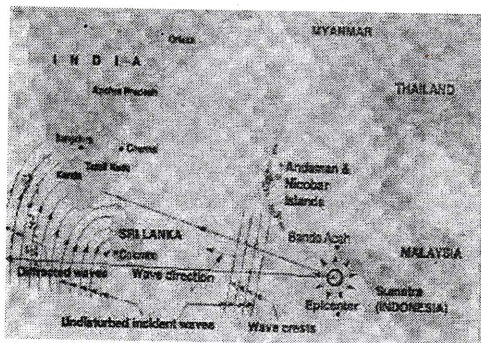 MYANMAR
Orissa
I N D I A
THAILAND
Andhra Pradesh
Chennai
Tamil Nadu
Kerala
Andaman &
Nicobar
Islands
Banda Aceh
SRI LANKA
Colombo
MALAYSIA
Diffracted waves
Wave direction
Epicenter
Sumatra
(INDONESIA)
Undisturbed incident waves
Wave crests